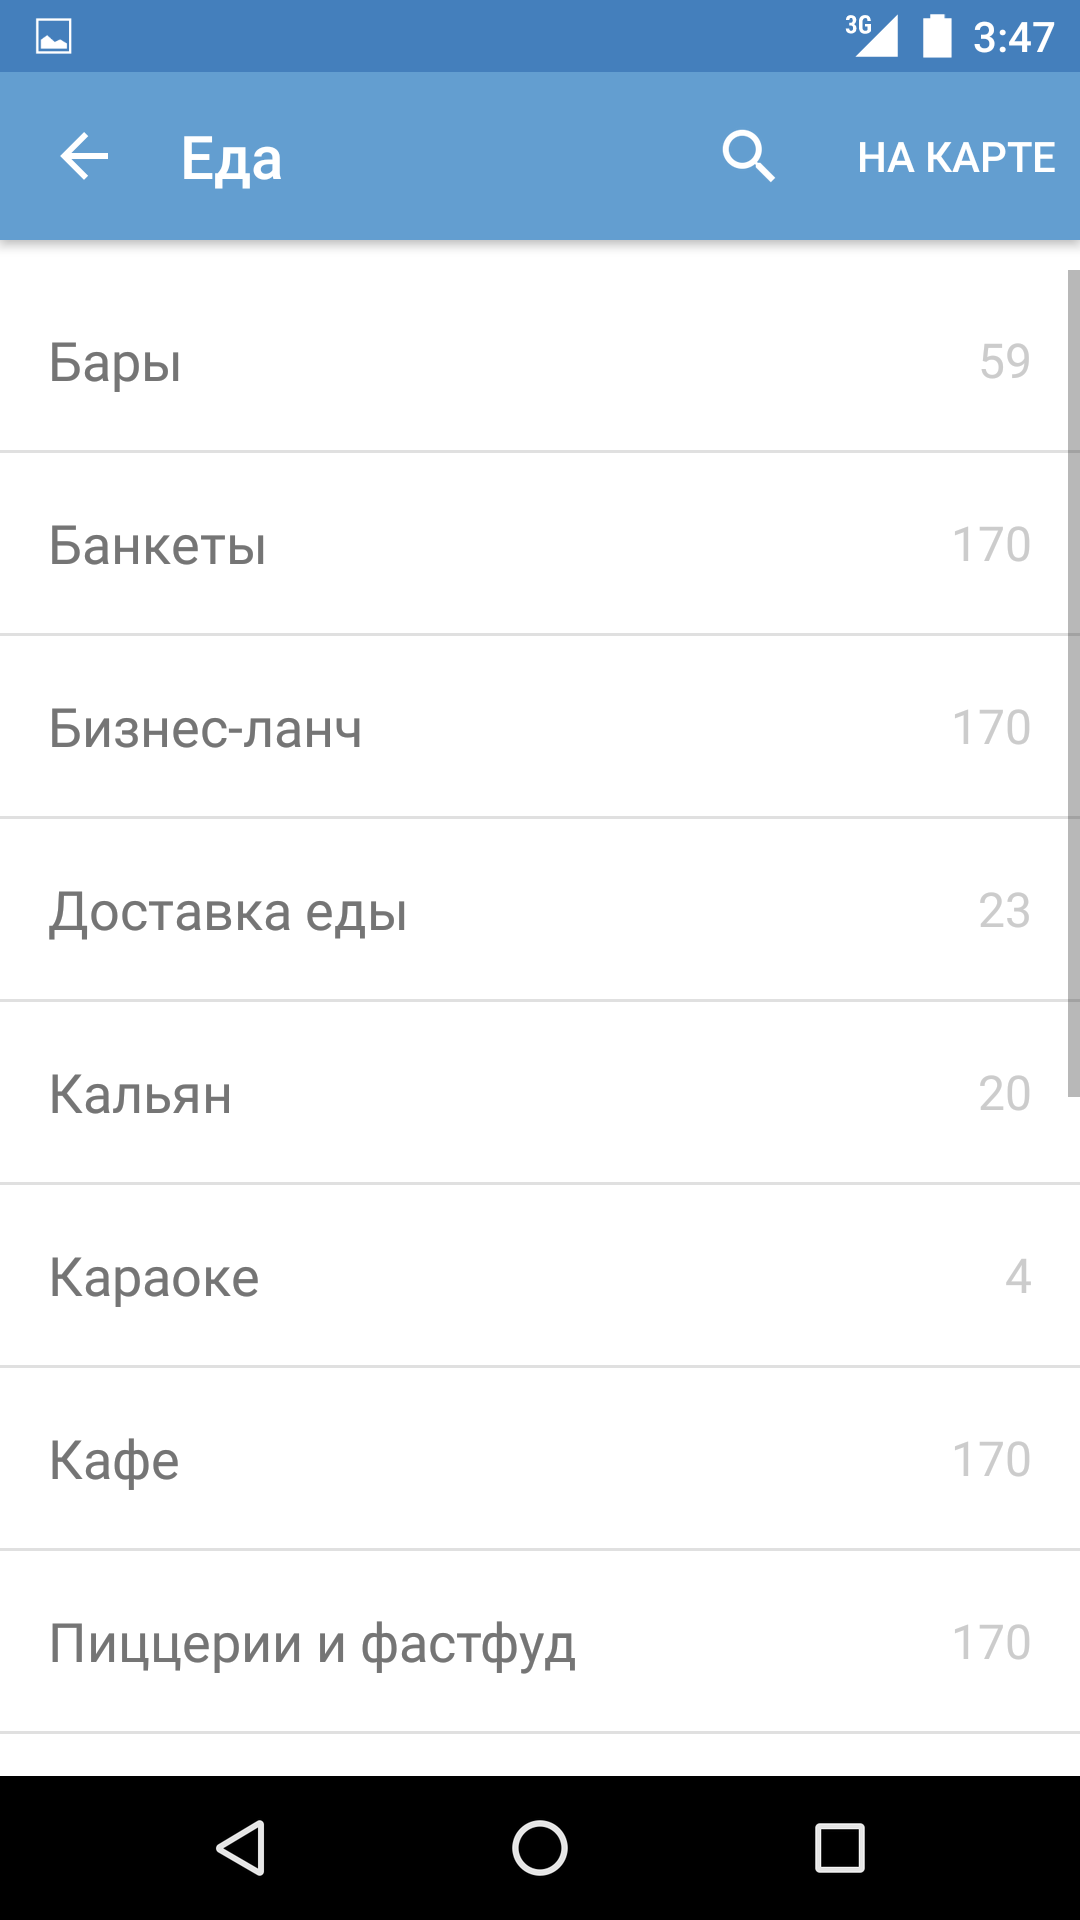 3G 3:47
Еда НА КАРТЕ
Бары 59
Банкеты 170
Бизнес-ланч 170
Доставка еды 23
Кальян 20
Караоке 4
Кафе 170
Пиццерии и фастфуд 170